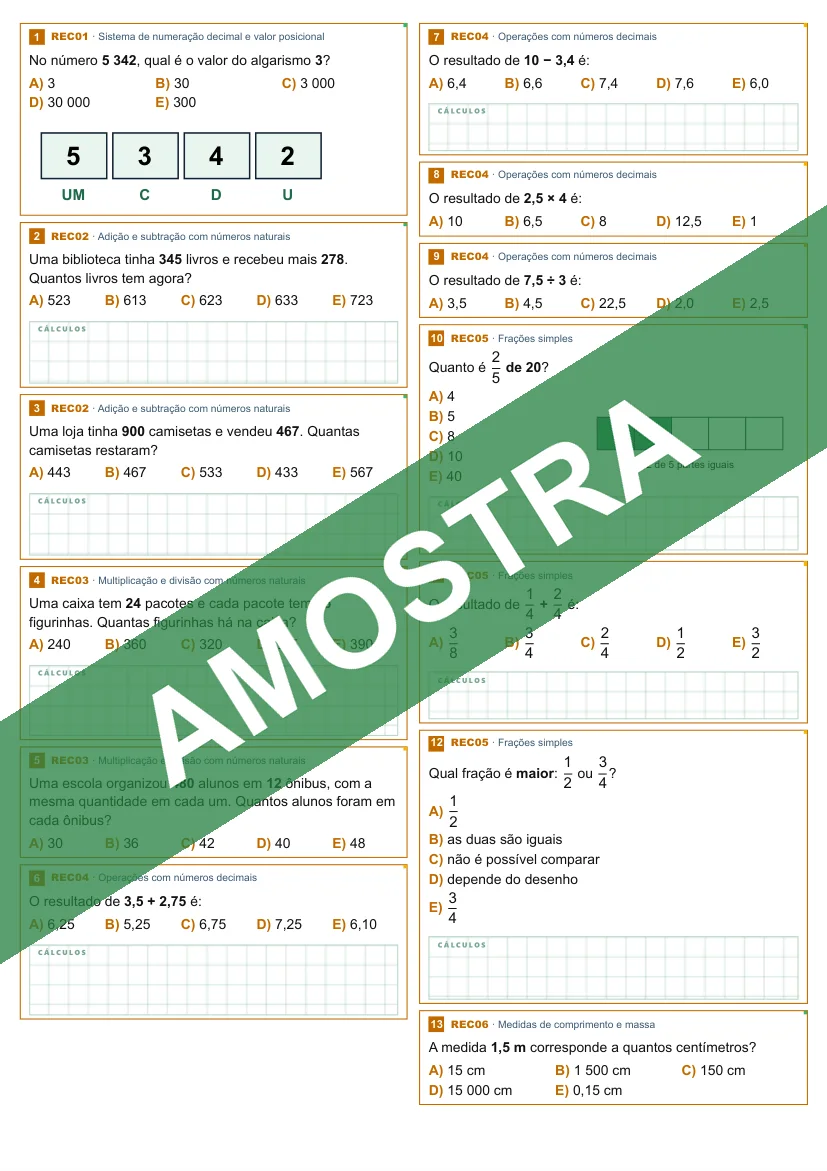 1 REC01 · Sistema de numeração decimal e valor posicional
No número 5 342, qual é o valor do algarismo 3?
A) 3 B) 30 C) 3 000
D) 30 000 E) 300
5 3 4 2
UM C D U
2 REC02 · Adição e subtração com números naturais
Uma biblioteca tinha 345 livros e recebeu mais 278.
Quantos livros tem agora?
A) 523 B) 613 C) 623 D) 633 E) 723
CÁLCULOS
3 REC02 · Adição e subtração com números naturais
Uma loja tinha 900 camisetas e vendeu 467. Quantas
camisetas restaram?
A) 443 B) 467 C) 533 D) 433 E) 567
CÁLCULOS
4 REC03 · Multiplicação e divisão com números naturais
Uma caixa tem 24 pacotes e cada pacote tem
figurinhas. Quantas figurinhas há na caixa?
A) 240 B) 360 C) 320 D) E) 390
CÁLCULOS
5 REC03 · Multiplicação e divisão com números naturais
Uma escola organizou alunos em 12 ônibus, com a
mesma quantidade em cada um. Quantos alunos foram em
cada ônibus?
A) 30 B) 36 C) 42 D) 40 E) 48
6 REC04 · Operações com números decimais
O resultado de 3,5 + 2,75 é:
A) 6,25 B) 5,25 C) 6,75 D) 7,25 E) 6,10
CÁLCULOS
7 REC04 · Operações com números decimais
O resultado de 10 − 3,4 é:
A) 6,4 B) 6,6 C) 7,4 D) 7,6 E) 6,0
CÁLCULOS
8 REC04 · Operações com números decimais
O resultado de 2,5 × 4 é:
A) 10 B) 6,5 C) 8 D) 12,5 E) 1
9 REC04 · Operações com números decimais
O resultado de 7,5 ÷ 3 é:
A) 3,5 B) 4,5 C) 22,5 D) 2,0 E) 2,5
10 REC05 · Frações simples
Quanto é 2/5 de 20?
A) 4
B) 5
C) 8
D) 10
E) 40
de 5 partes iguais
CÁLCULOS
REC05 · Frações simples
O resultado de 1/4 + 2/4 é:
A) 3/8 B) 3/4 C) 2/4 D) 1/2 E) 3/2
CÁLCULOS
12 REC05 · Frações simples
Qual fração é maior: 1/2 ou 3/4?
A) 1/2
B) as duas são iguais
C) não é possível comparar
D) depende do desenho
E) 3/4
CÁLCULOS
13 REC06 · Medidas de comprimento e massa
A medida 1,5 m corresponde a quantos centímetros?
A) 15 cm B) 1 500 cm C) 150 cm
D) 15 000 cm E) 0,15 cm
AMOSTRA